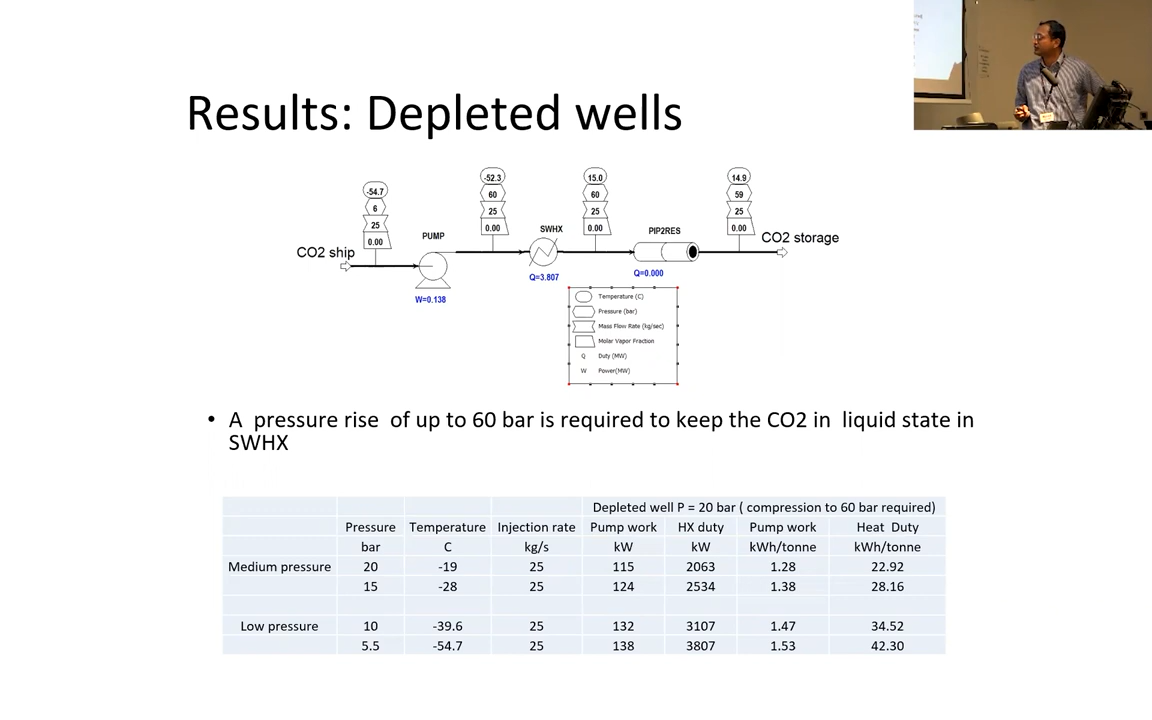 Results: Depleted wells
-54.7
6
25
0.00
-52.3
60
25
0.00
15.0
60
25
0.00
14.9
59
25
0.00
CO2 ship
PUMP
W=0.138
SWHX
Q=3.807
PIP2RES
Q=0.000
CO2 storage
Temperature (C)
Pressure (bar)
Mass Flow Rate (kg/sec)
Molar Vapor Fraction
Q Duty (MW)
W Power(MW)
• A pressure rise of up to 60 bar is required to keep the CO2 in liquid state in
SWHX
Depleted well P = 20 bar ( compression to 60 bar required)
Pressure Temperature Injection rate Pump work HX duty Pump work Heat Duty
bar C kg/s kW kW kWh/tonne kWh/tonne
Medium pressure 20 -19 25 115 2063 1.28 22.92
15 -28 25 124 2534 1.38 28.16
Low pressure 10 -39.6 25 132 3107 1.47 34.52
5.5 -54.7 25 138 3807 1.53 42.30